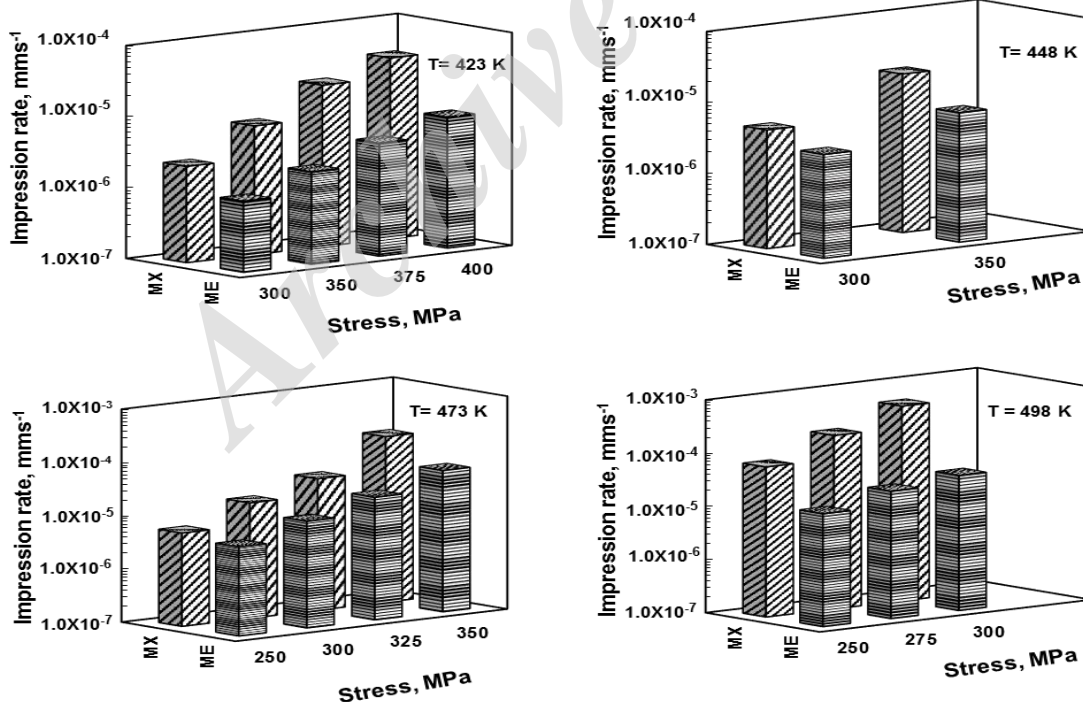 Impression rate, mms-1
1.0X10-4
1.0X10-5
1.0X10-6
1.0X10-7
T= 423 K
MX
ME
300
350
375
400
Stress, MPa
Impression rate, mms-1
1.0X10-4
1.0X10-5
1.0X10-6
1.0X10-7
T= 448 K
MX
ME
300
350
Stress, MPa
Impression rate, mms-1
1.0X10-3
1.0X10-4
1.0X10-5
1.0X10-6
1.0X10-7
T= 473 K
MX
ME
250
300
325
350
Stress, MPa
Impression rate, mms-1
1.0X10-3
1.0X10-4
1.0X10-5
1.0X10-6
1.0X10-7
T = 498 K
MX
ME
250
275
300
Stress, MPa
Archive